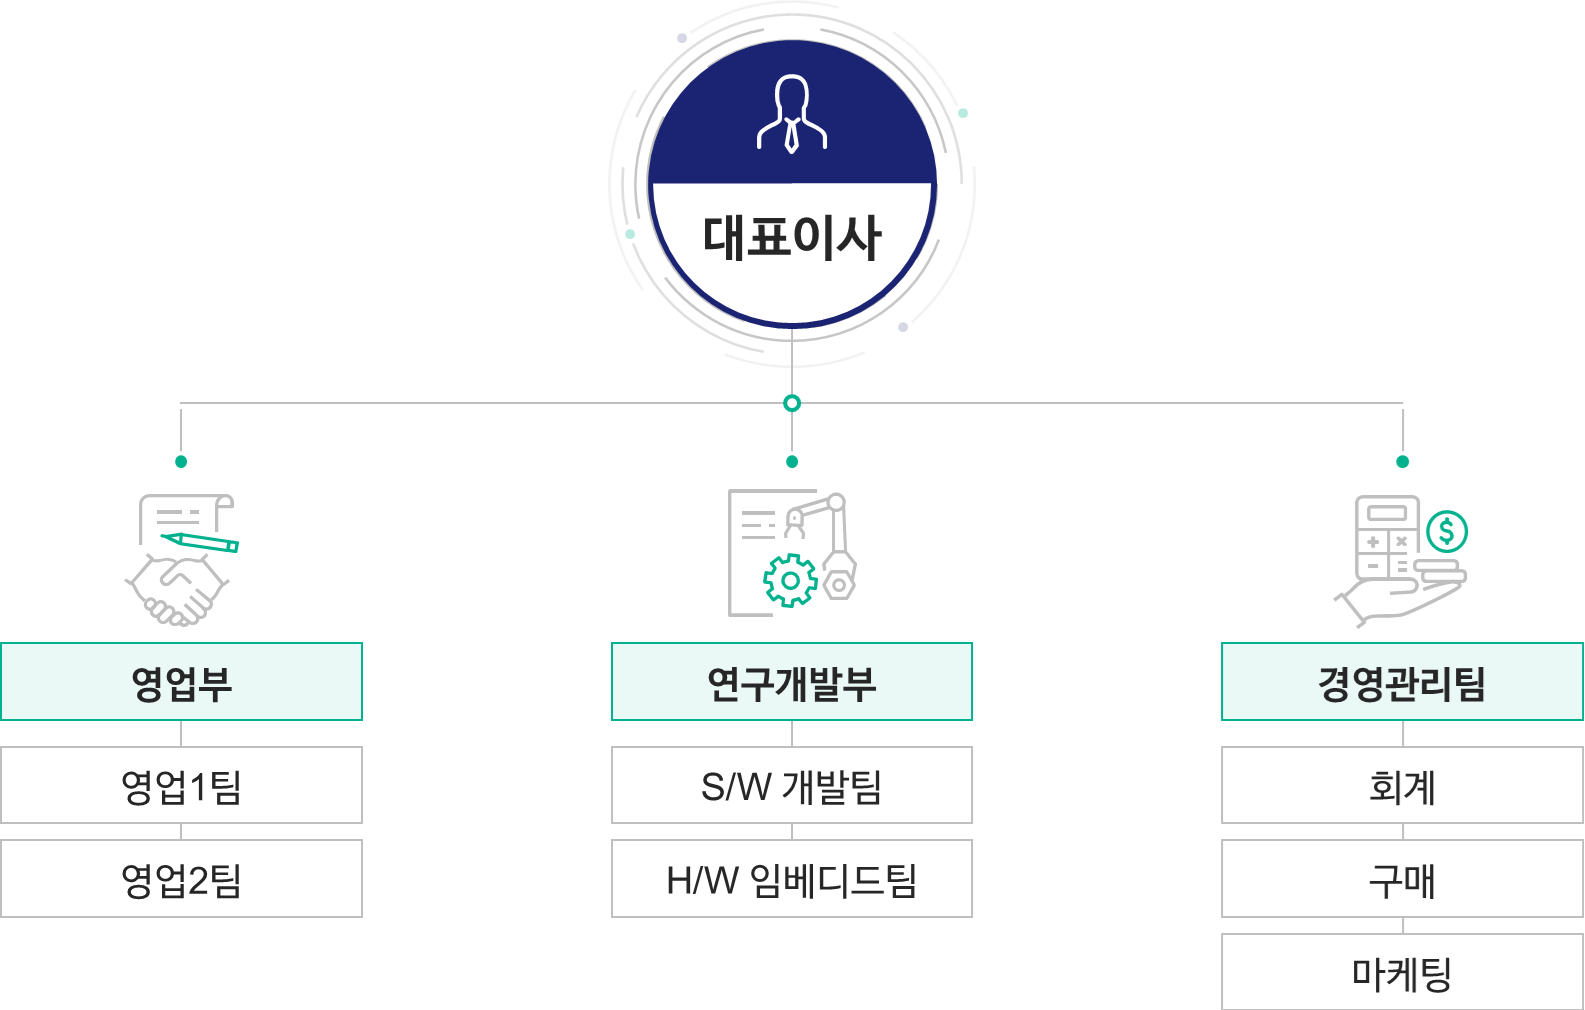 대표이사
영업부
영업1팀
영업2팀
연구개발부
S/W 개발팀
H/W 임베디드팀
경영관리팀
회계
구매
마케팅